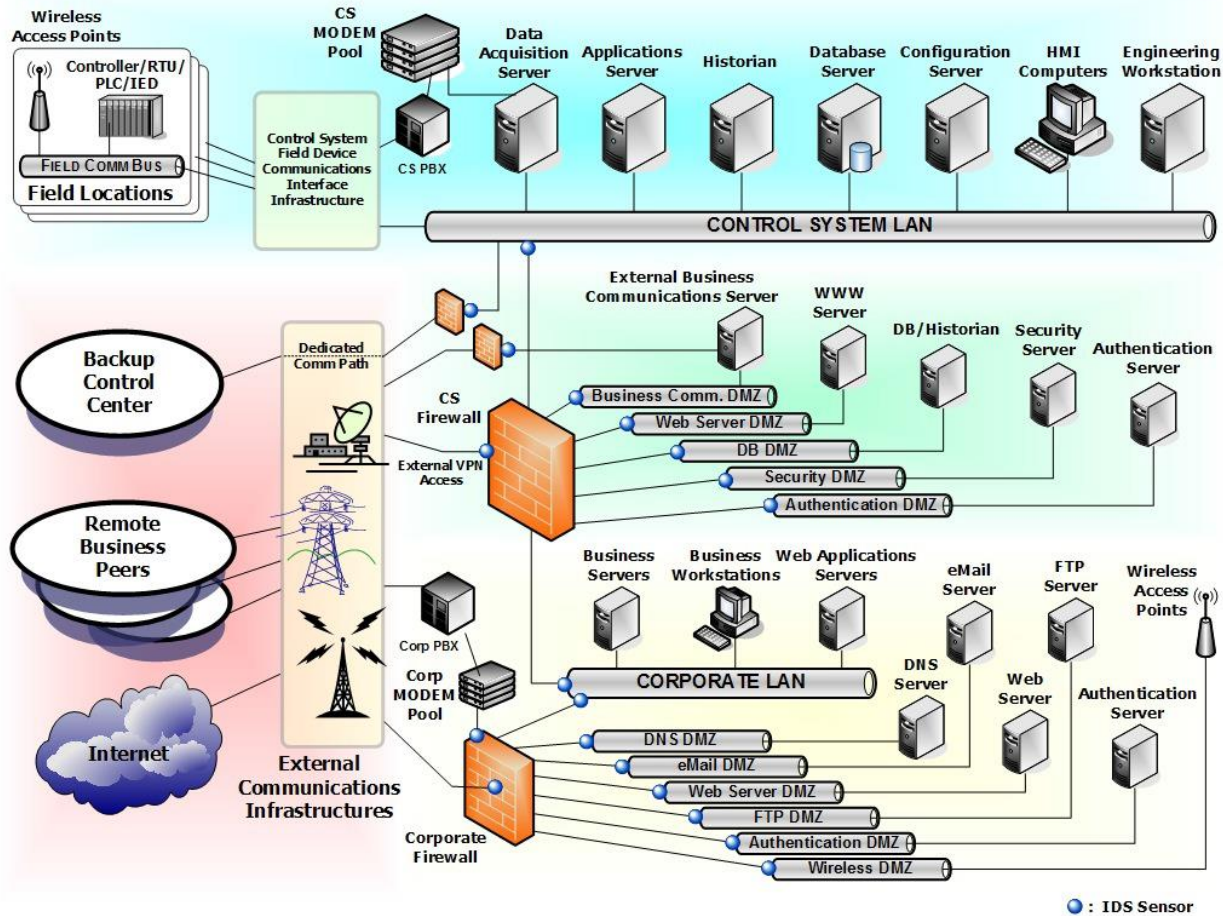 Wireless
Access Points
Controller/RTU/
PLC/IED
FIELD COMM BUS
Field Locations
Control System
Field Device
Communications
Interface
Infrastructure
CS
MODEM
Pool
CS PBX
Data
Acquisition
Server
Applications
Server
Historian
Database
Server
Configuration
Server
HMI
Computers
Engineering
Workstation
CONTROL SYSTEM LAN
Backup
Control
Center
Dedicated
Comm Path
External Business
Communications Server
WWW
Server
DB/Historian
Security
Server
Authentication
Server
CS
Firewall
Business Comm. DMZ
Web Server DMZ
DB DMZ
Security DMZ
Authentication DMZ
External VPN
Access
Remote
Business
Peers
Internet
External
Communications
Infrastructures
Corp PBX
Corp
MODEM
Pool
Business
Servers
Business
Workstations
Web Applications
Servers
eMail
Server
FTP
Server
Wireless
Access
Points
CORPORATE LAN
DNS
Server
Web
Server
Authentication
Server
DNS DMZ
eMail DMZ
Web Server DMZ
FTP DMZ
Authentication DMZ
Wireless DMZ
Corporate
Firewall
: IDS Sensor